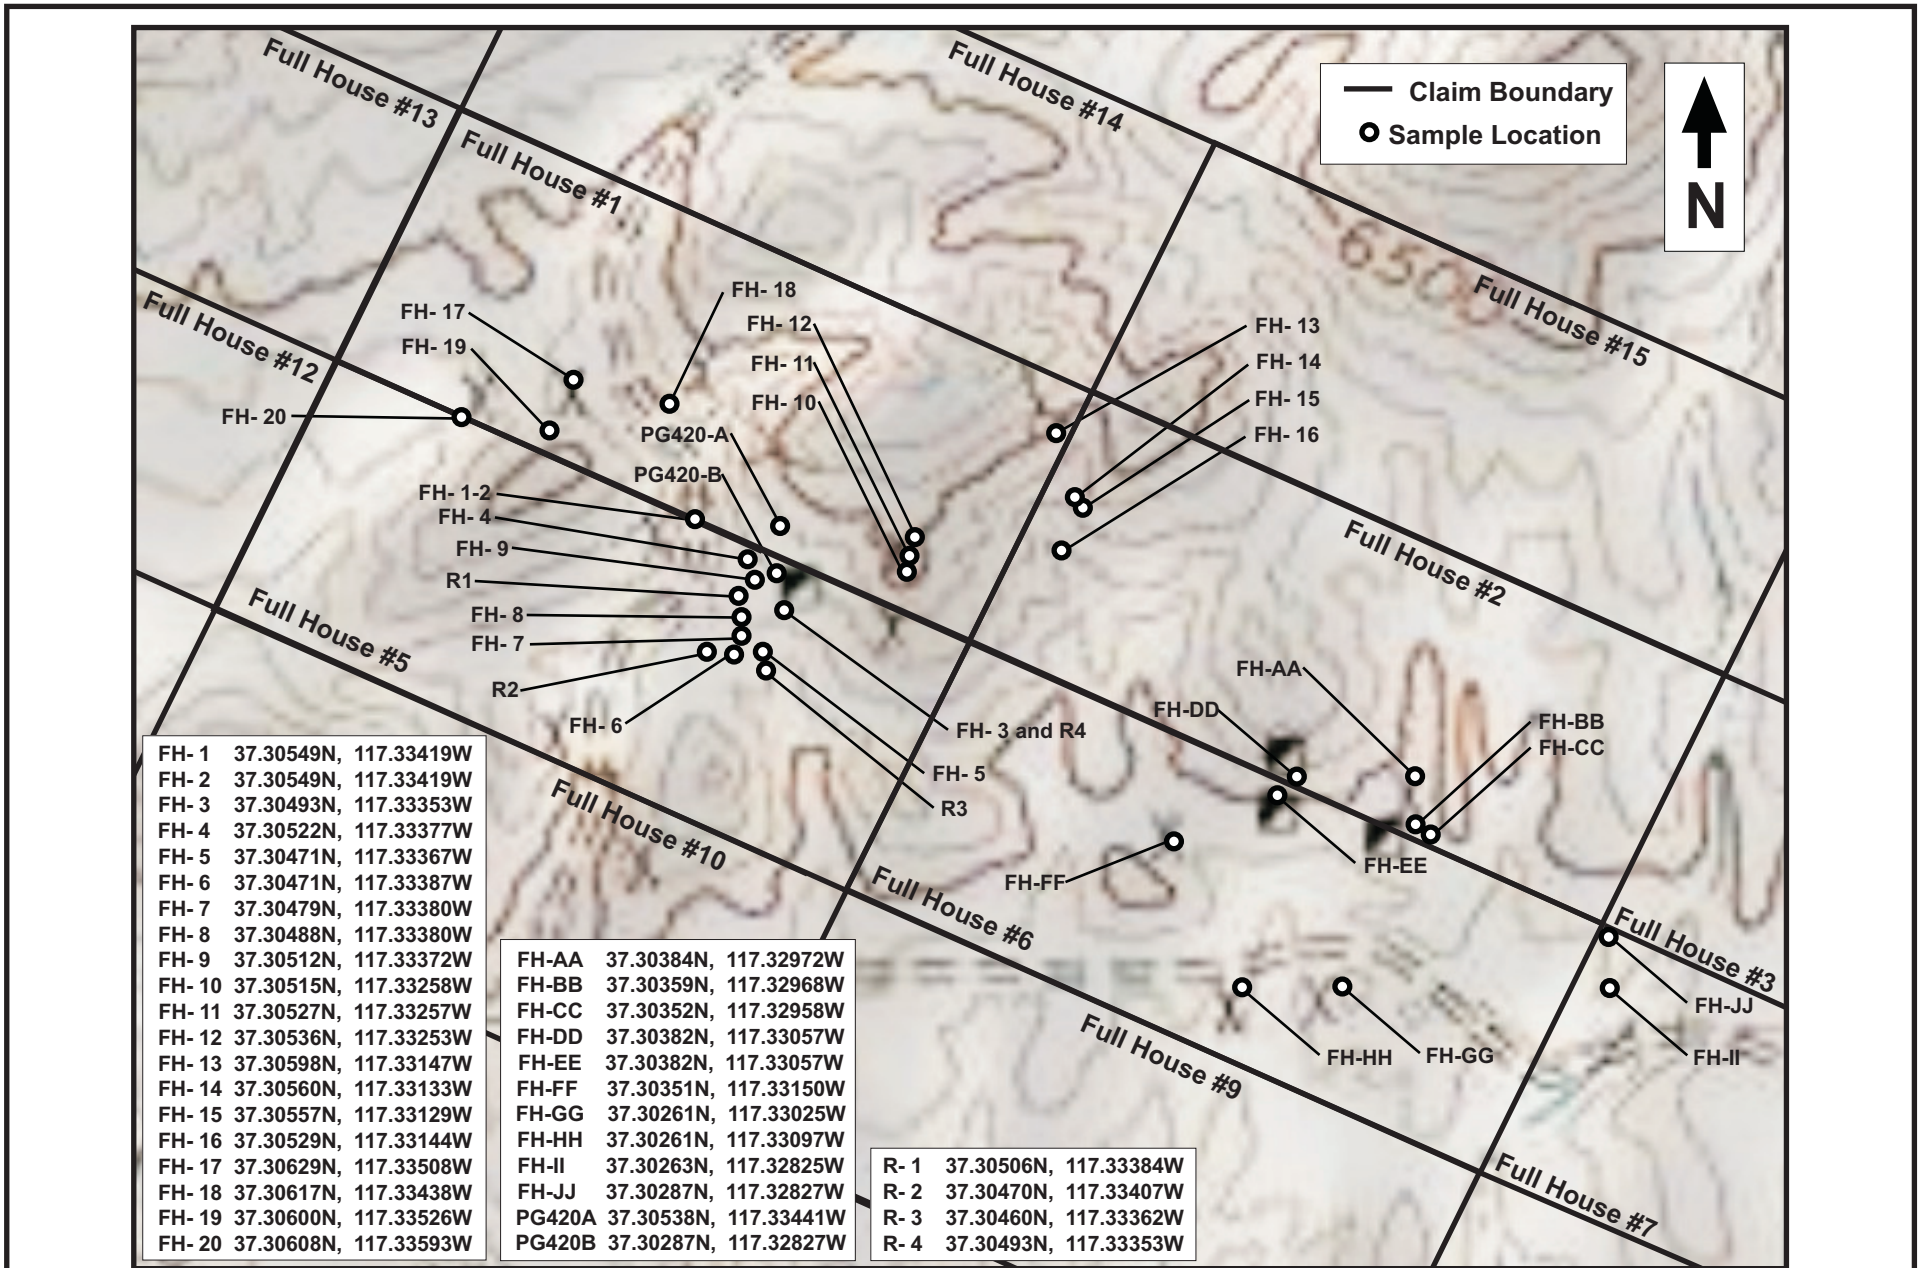 Full House #13
Full House #14
Claim Boundary
Sample Location
N
Full House #1
650
Full House #15
Full House #12
FH- 18
FH- 17
FH- 12
FH- 13
FH- 19
FH- 11
FH- 14
FH- 10
FH- 15
FH- 20
PG420-A
FH- 16
PG420-B
FH- 1-2
FH- 4
FH- 9
Full House #2
R1
Full House #5
FH- 8
FH- 7
FH-AA
R2
FH-DD
FH- 6
FH- 3 and R4
FH-BB
FH-CC
FH- 5
R3
Full House #10
FH-EE
FH-FF
Full House #6
Full House #3
FH-JJ
FH-HH
FH-GG
FH-II
Full House #9
Full House #7
FH- 1 37.30549N, 117.33419W
FH- 2 37.30549N, 117.33419W
FH- 3 37.30493N, 117.33353W
FH- 4 37.30522N, 117.33377W
FH- 5 37.30471N, 117.33367W
FH- 6 37.30471N, 117.33387W
FH- 7 37.30479N, 117.33380W
FH- 8 37.30488N, 117.33380W
FH- 9 37.30512N, 117.33372W
FH- 10 37.30515N, 117.33258W
FH- 11 37.30527N, 117.33257W
FH- 12 37.30536N, 117.33253W
FH- 13 37.30598N, 117.33147W
FH- 14 37.30560N, 117.33133W
FH- 15 37.30557N, 117.33129W
FH- 16 37.30529N, 117.33144W
FH- 17 37.30629N, 117.33508W
FH- 18 37.30617N, 117.33438W
FH- 19 37.30600N, 117.33526W
FH- 20 37.30608N, 117.33593W
FH-AA 37.30384N, 117.32972W
FH-BB 37.30359N, 117.32968W
FH-CC 37.30352N, 117.32958W
FH-DD 37.30382N, 117.33057W
FH-EE 37.30382N, 117.33057W
FH-FF 37.30351N, 117.33150W
FH-GG 37.30261N, 117.33025W
FH-HH 37.30261N, 117.33097W
FH-II 37.30263N, 117.32825W
FH-JJ 37.30287N, 117.32827W
PG420A 37.30538N, 117.33441W
PG420B 37.30287N, 117.32827W
R- 1 37.30506N, 117.33384W
R- 2 37.30470N, 117.33407W
R- 3 37.30460N, 117.33362W
R- 4 37.30493N, 117.33353W